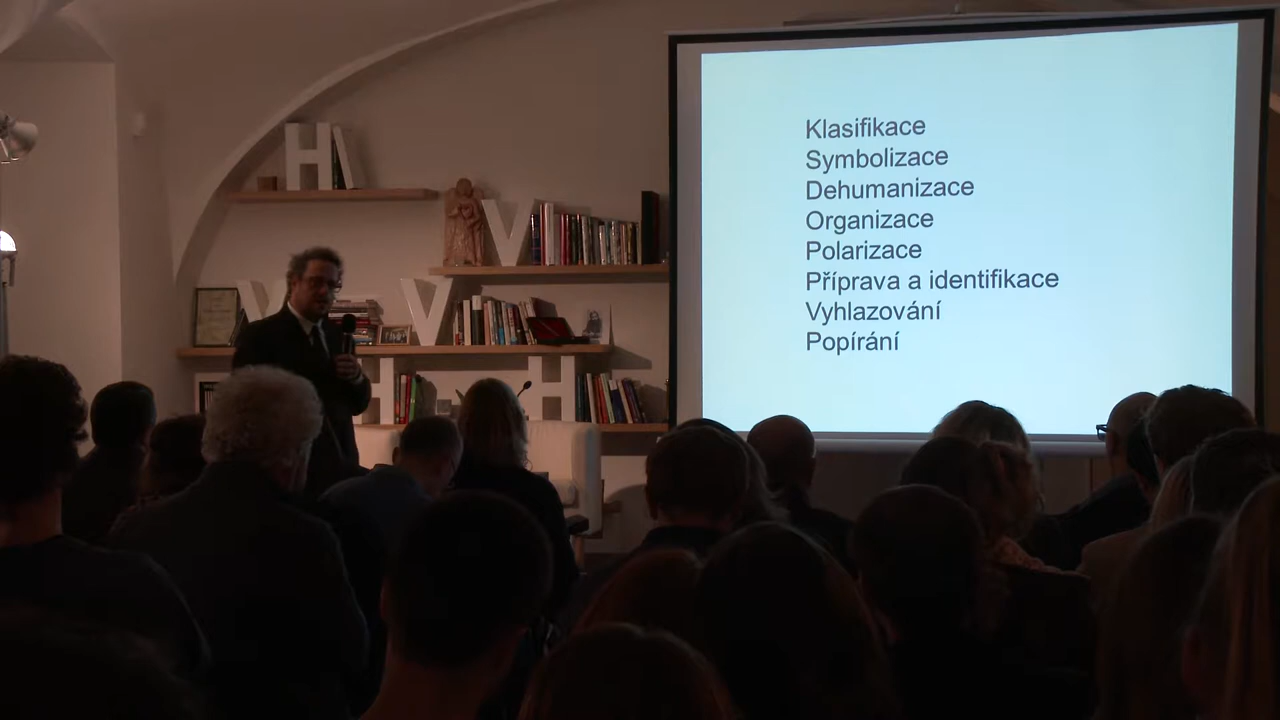 H
V
V
V
H
H
Klasifikace
Symbolizace
Dehumanizace
Organizace
Polarizace
Příprava a identifikace
Vyhlazování
Popírání